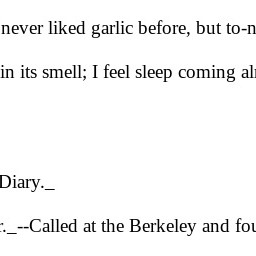 never liked garlic before, but to-n
in its smell; I feel sleep coming al
Diary._
r._--Called at the Berkeley and fou